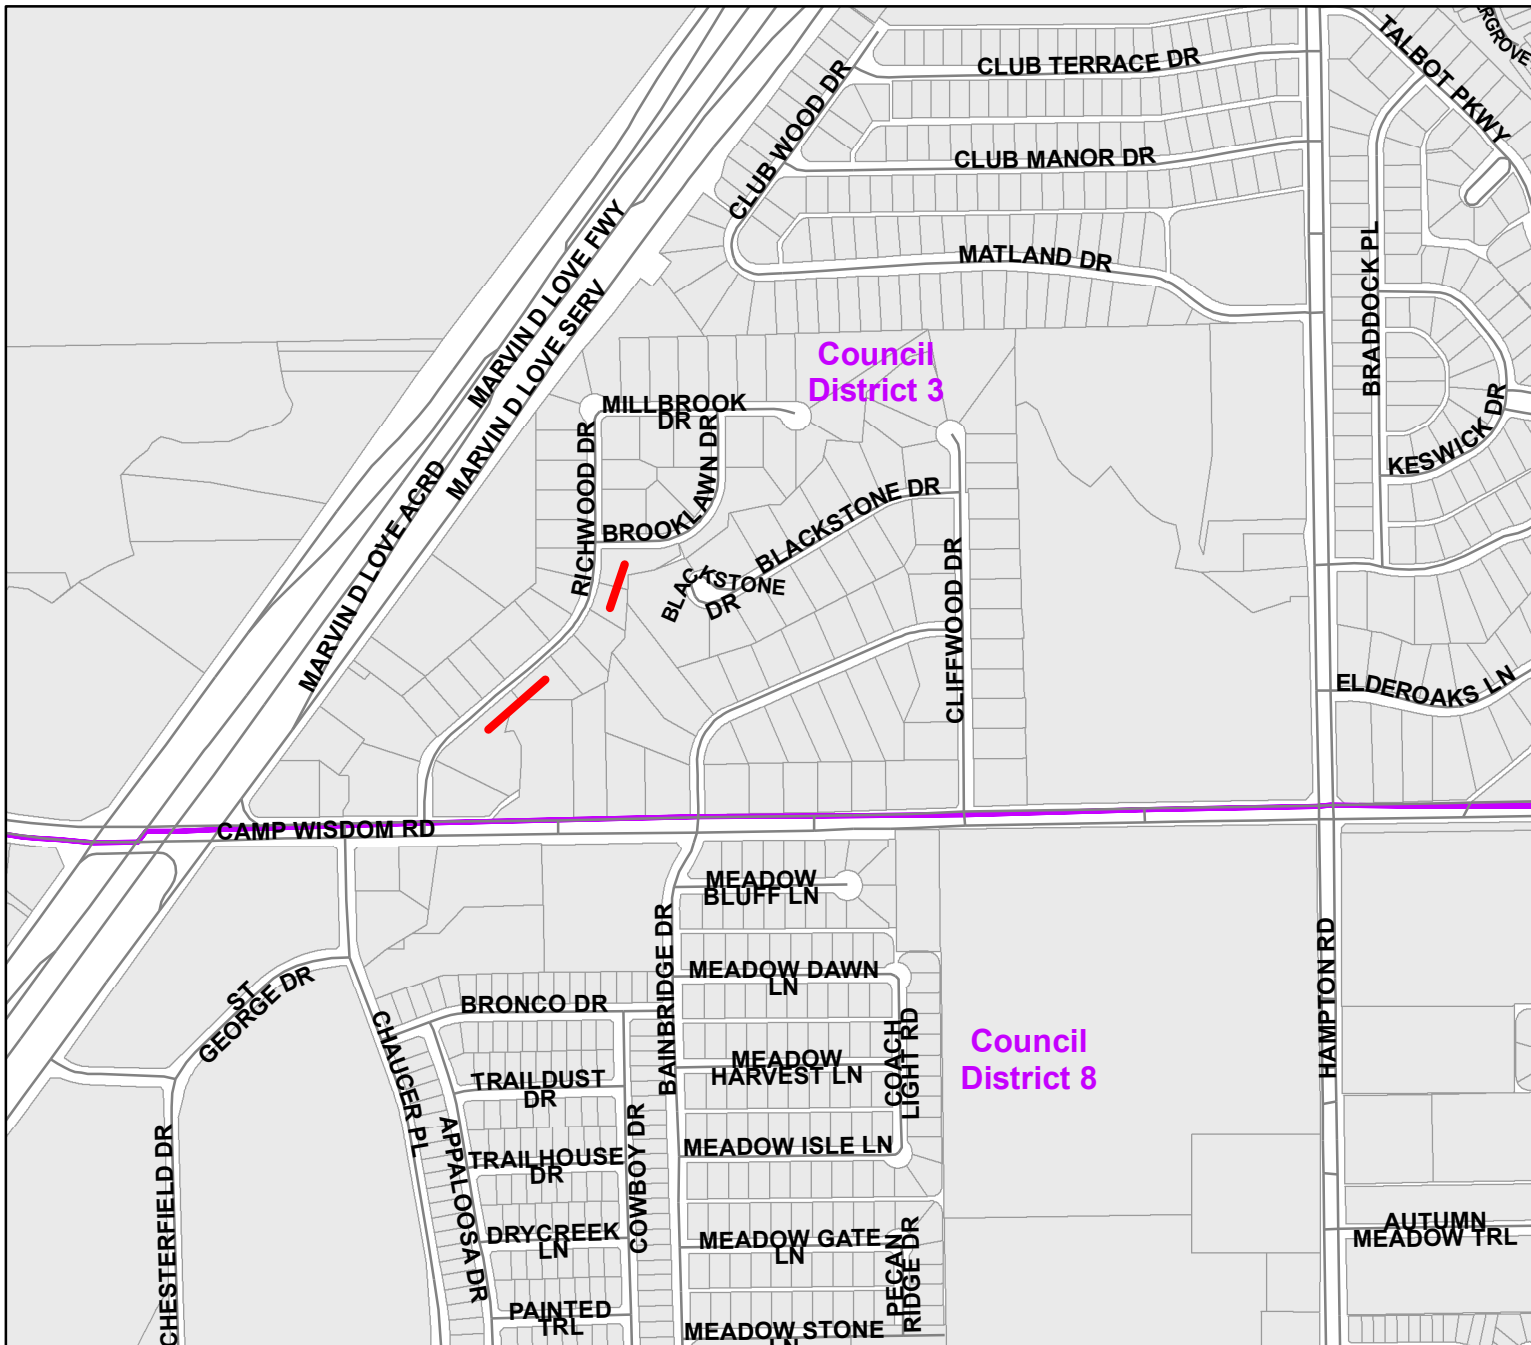 TALBOT PKWY
CLUB TERRACE DR
CLUB WOOD DR
CLUB MANOR DR
MATLAND DR
BRADDOCK PL
MARVIN D LOVE FWY
MARVIN D LOVE SERV
MARVIN D LOVE ACRD
Council
District 3
MILLBROOK
DR
RICHWOOD DR
BROOKLAWN DR
KESWICK DR
BLACKSTONE DR
BLACKSTONE
DR
CLIFFWOOD DR
ELDEROAKS LN
CAMP WISDOM RD
MEADOW
BLUFF LN
BAINBRIDGE DR
HAMPTON RD
MEADOW DAWN
LN
ST
GEORGE DR
BRONCO DR
CHAUCER PL
COACH
LIGHT RD
Council
District 8
MEADOW
HARVEST LN
TRAILDUST
DR
APPALOOSA DR
COWBOY DR
CHESTERFIELD DR
MEADOW ISLE LN
TRAILHOUSE
DR
DRYCREEK
LN
MEADOW GATE
LN
PECAN
RIDGE DR
AUTUMN
MEADOW TRL
PAINTED
TRL
MEADOW STONE
LN